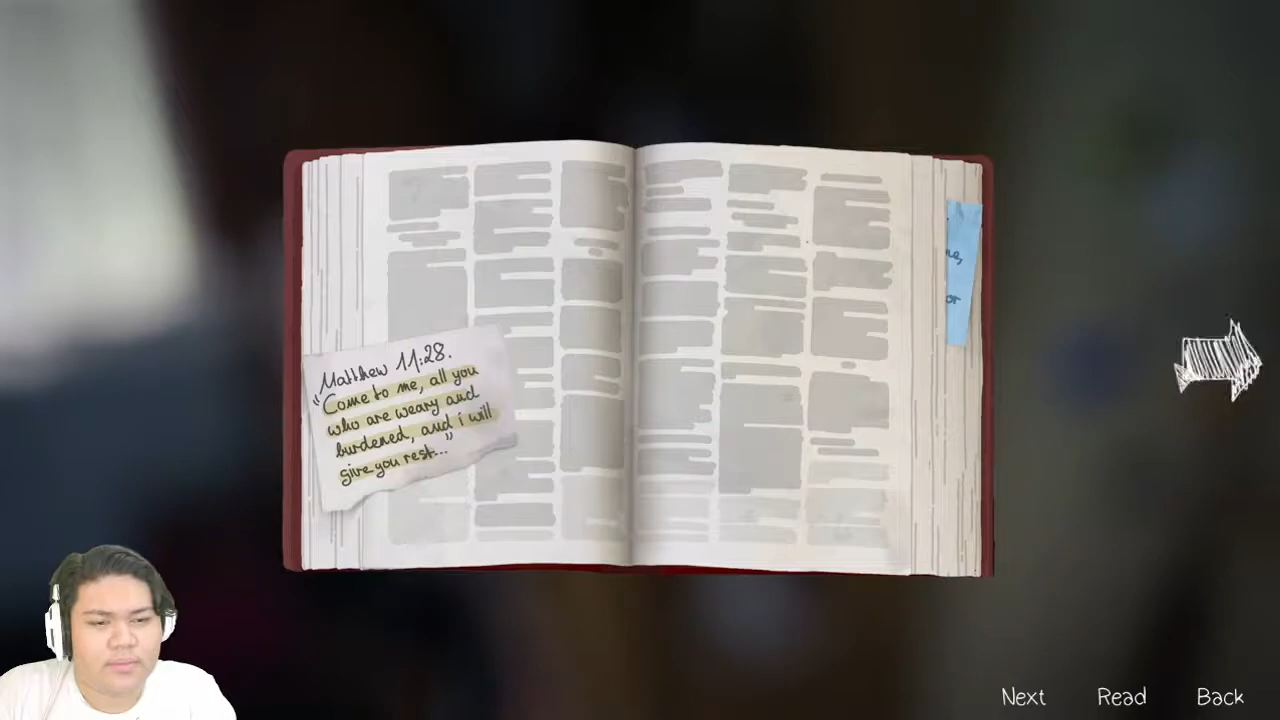 Matthew 11:28.
"Come to me, all you
who are weary and
burdened, and i will
give you rest..."
or
Next
Read
Back